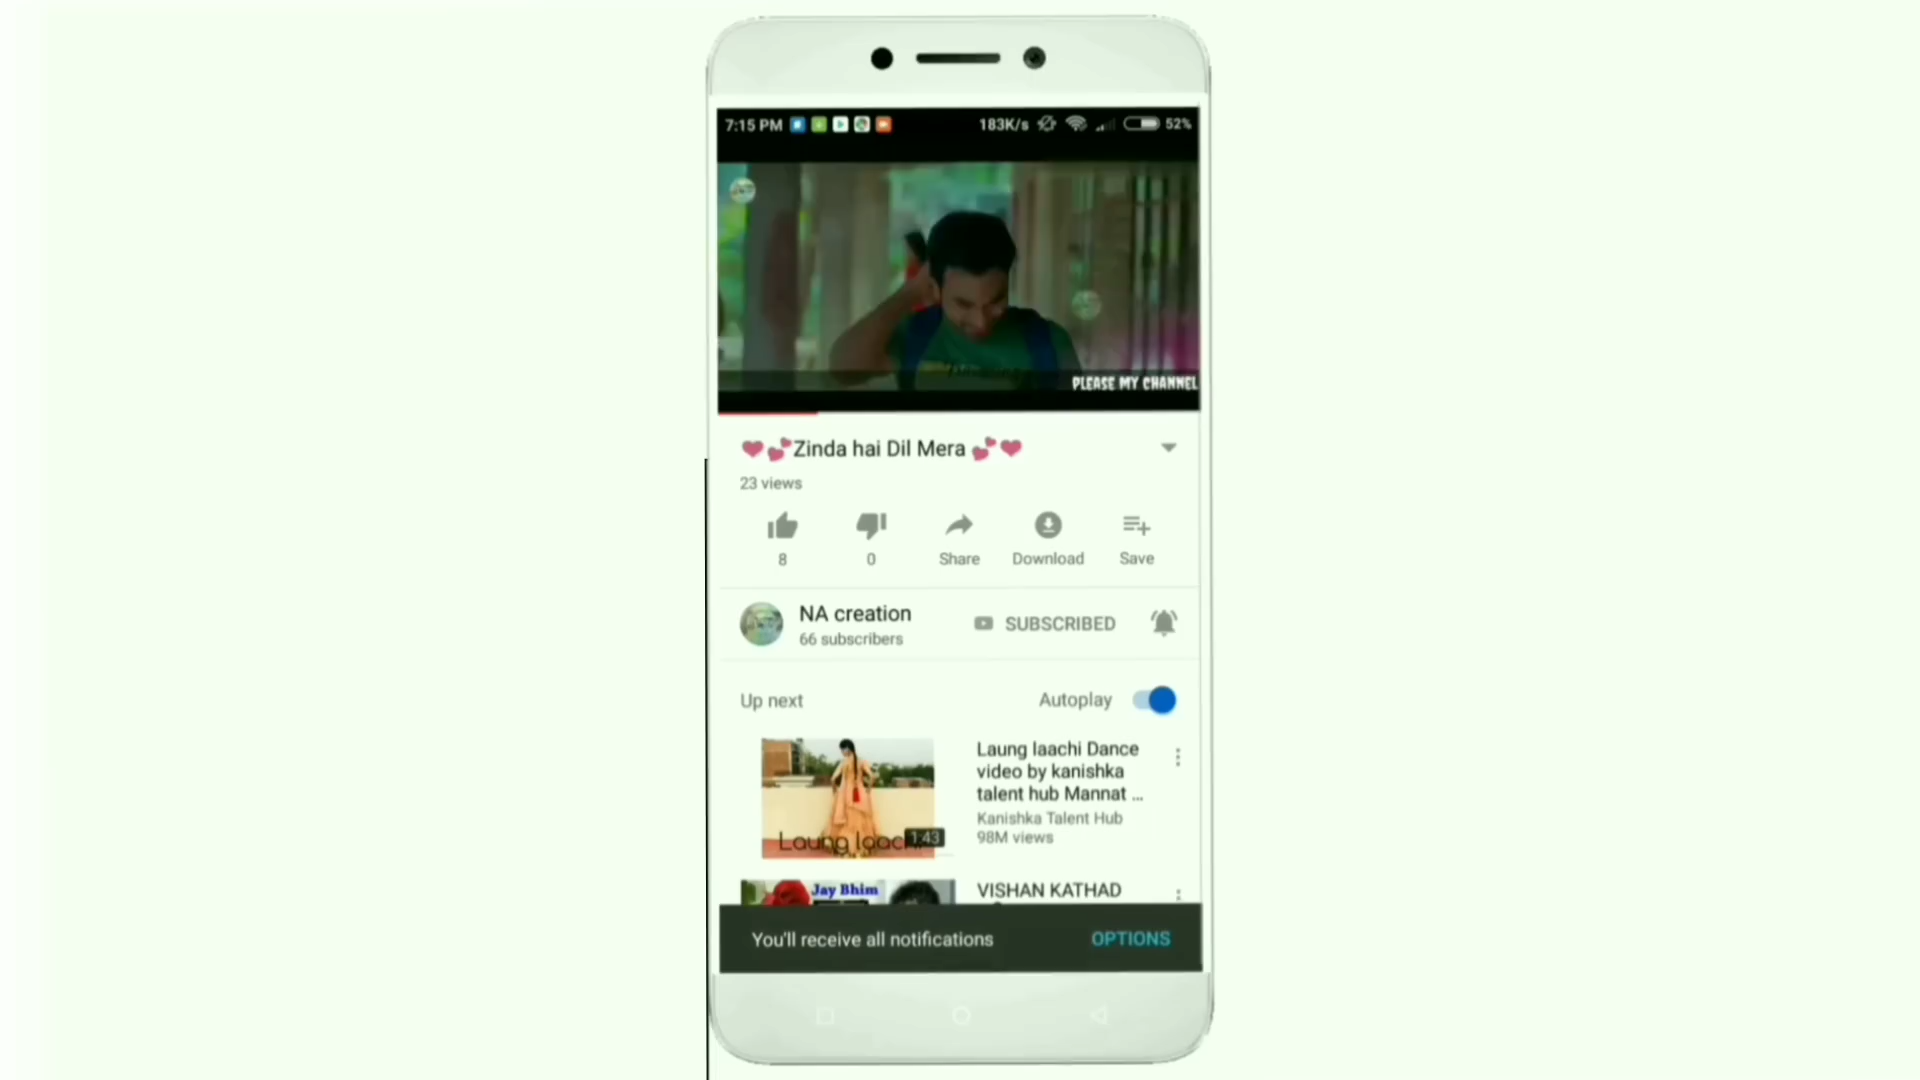 7:15 PM
183K/s
52%
PLEASE MY CHANNEL
❤💕Zinda hai Dil Mera 💕❤
23 views
8
0
Share
Download
Save
NA creation
66 subscribers
SUBSCRIBED
Up next
Autoplay
Laung laachi
1:43
Laung laachi Dance
video by kanishka
talent hub Mannat ...
Kanishka Talent Hub
98M views
Jay Bhim
VISHAN KATHAD
You'll receive all notifications
OPTIONS